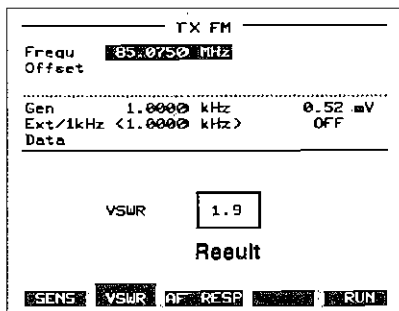 TX FM
Frequ 85.0750 MHz
Offset
Gen 1.0000 kHz 0.52 mV
Ext/1kHz <1.0000 kHz> OFF
Data
VSWR 1.9
Result
SENS VSWR AF RESP RUN